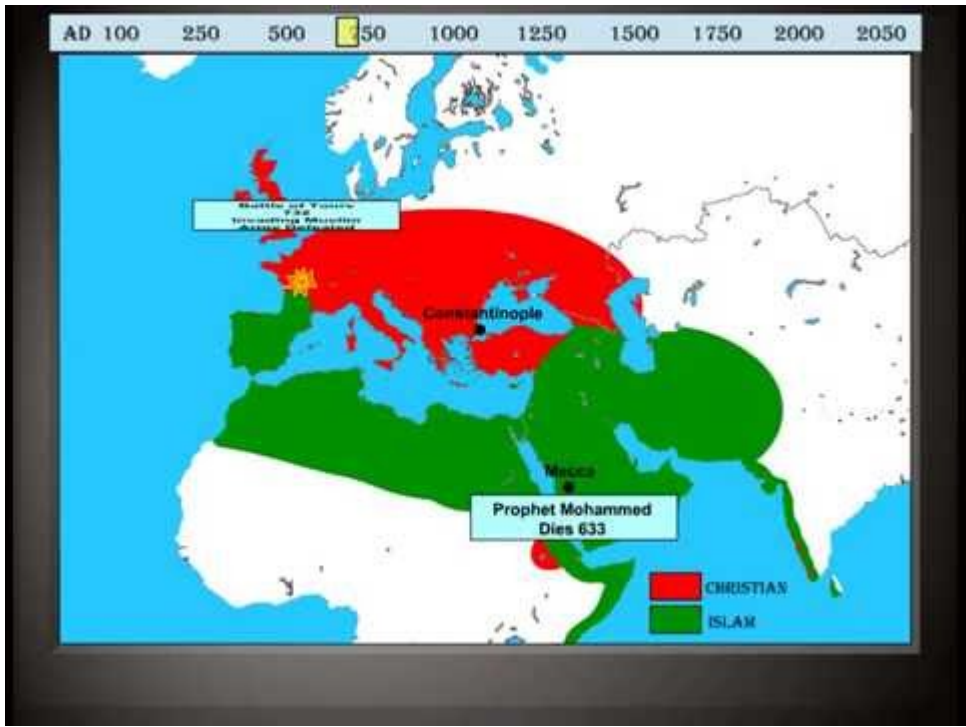 AD 100 250 500 750 1000 1250 1500 1750 2000 2050
Battle of Tours
732
Invading Muslim
Army Defeated
Constantinople
Mecca
Prophet Mohammed
Dies 633
CHRISTIAN
ISLAM